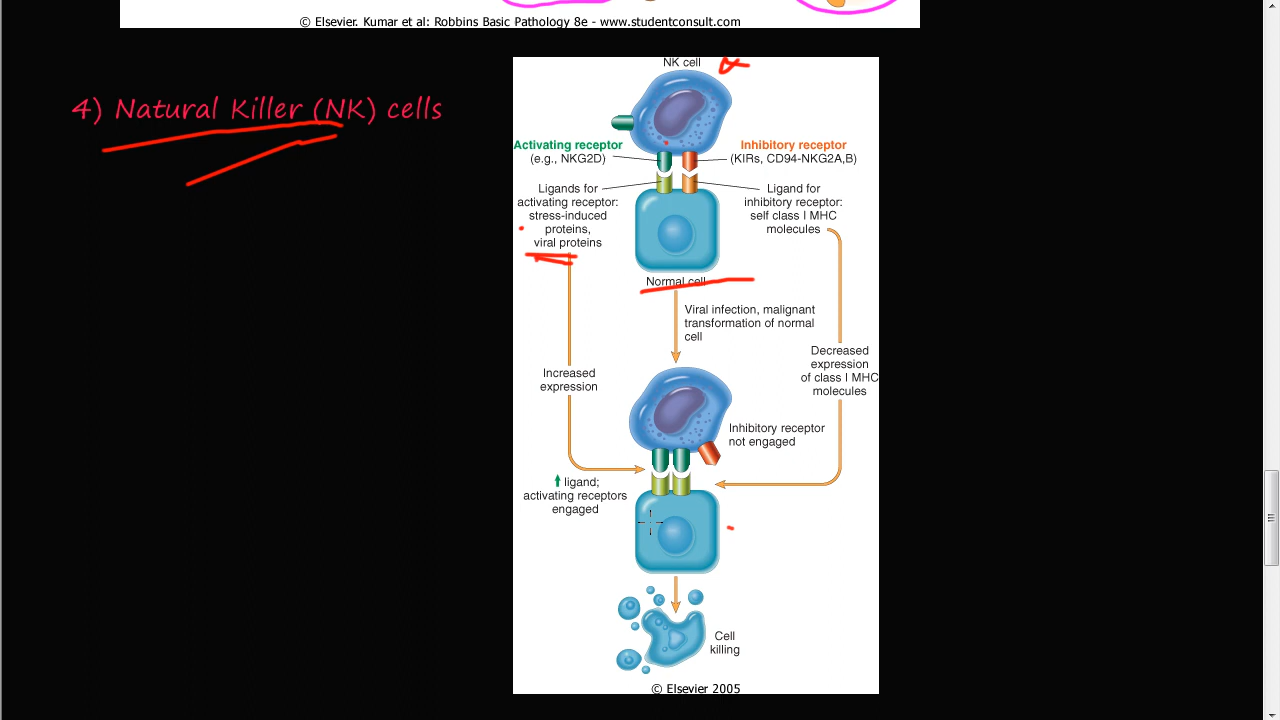 © Elsevier. Kumar et al: Robbins Basic Pathology 8e - www.studentconsult.com
4) Natural Killer (NK) cells
NK cell
Activating receptor
(e.g., NKG2D)
Inhibitory receptor
(KIRs, CD94-NKG2A,B)
Ligands for
activating receptor:
stress-induced
proteins,
viral proteins
Ligand for
inhibitory receptor:
self class I MHC
molecules
Normal cell
Viral infection, malignant
transformation of normal
cell
Increased
expression
Decreased
expression
of class I MHC
molecules
Inhibitory receptor
not engaged
↑ ligand;
activating receptors
engaged
Cell
killing
© Elsevier 2005